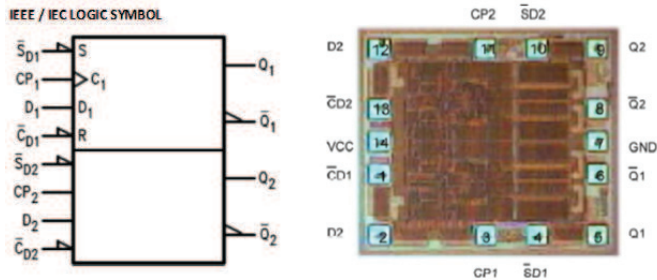 IEEE / IEC LOGIC SYMBOL
S̅D1 S
CP1 C1
D1 D1
C̅D1 R
S̅D2
CP2
D2
C̅D2
Q1
Q̅1
Q2
Q̅2
CP2 S̅D2
D2 12 11 10 9 Q2
C̅D2 13 8 Q̅2
VCC 14 7 GND
C̅D1 1 6 Q̅1
D2 2 3 4 5 Q1
CP1 S̅D1